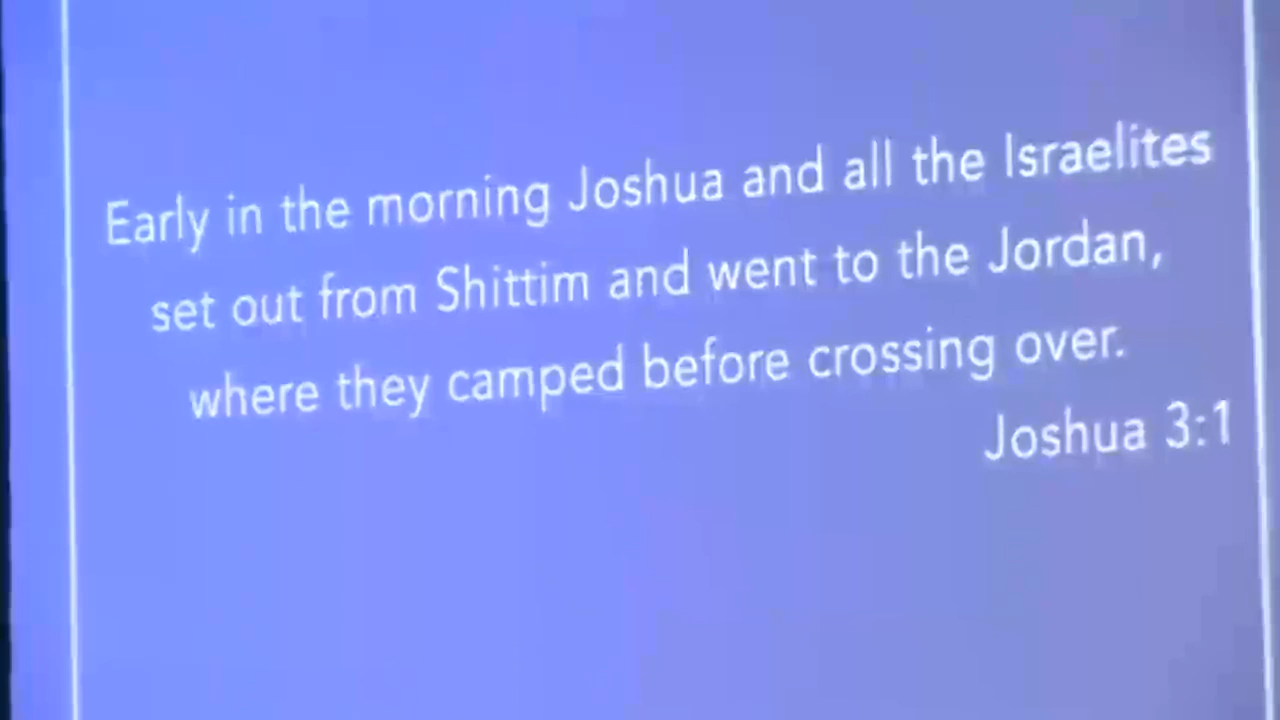 Early in the morning Joshua and all the Israelites
set out from Shittim and went to the Jordan,
where they camped before crossing over.
Joshua 3:1